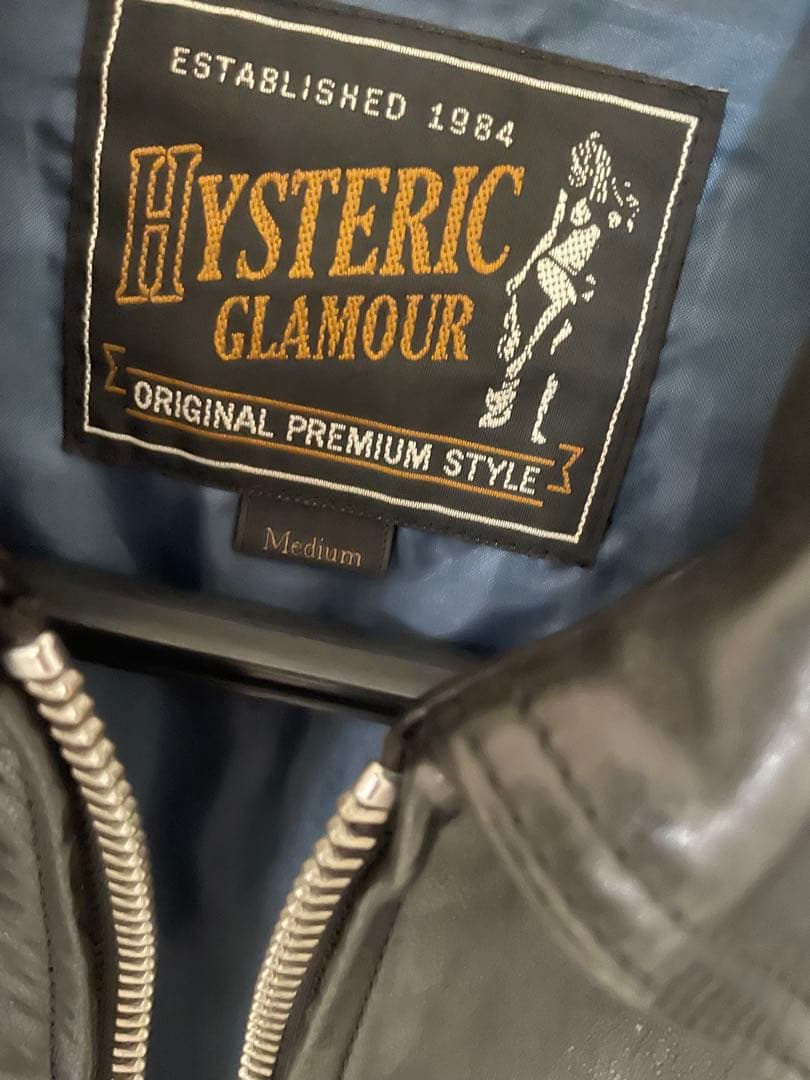 ESTABLISHED 1984
HYSTERIC
GLAMOUR
ORIGINAL PREMIUM STYLE
Medium